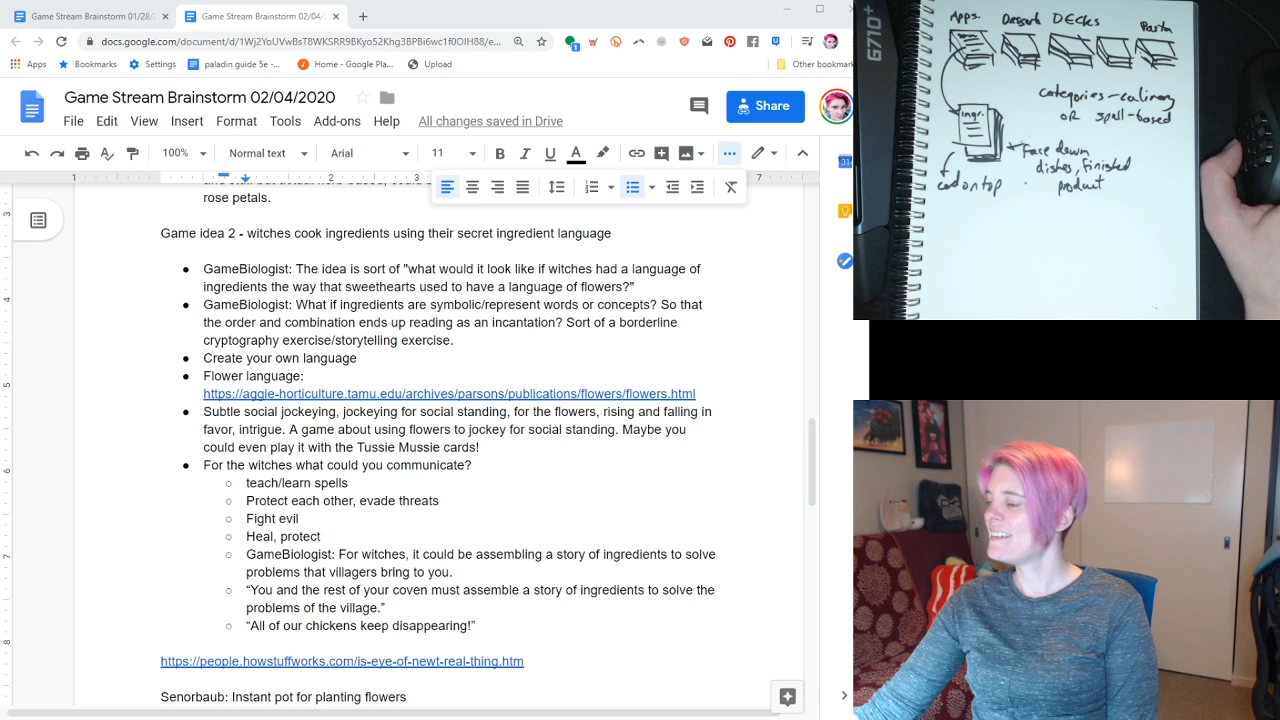 Game Stream Brainstorm 01/28/
Game Stream Brainstorm 02/04/
docs.google.com/document/d/1Wj2YsUVwBsT8WKSRR9BKyo52Khg3BPBi6wc1f0OIH88/e...
Apps
Bookmarks
Settings
paladin guide 5e -...
Home - Google Pla...
Upload
Other bookmark
Game Stream Brainstorm 02/04/2020
Share
File Edit View Insert Format Tools Add-ons Help All changes saved in Drive
100% Normal text Arial 11
rose petals.
Game idea 2 - witches cook ingredients using their secret ingredient language
● GameBiologist: The idea is sort of "what would it look like if witches had a language of
ingredients the way that sweethearts used to have a language of flowers?"
● GameBiologist: What if ingredients are symbolic/represent words or concepts? So that
the order and combination ends up reading as an incantation? Sort of a borderline
cryptography exercise/storytelling exercise.
● Create your own language
● Flower language:
https://aggie-horticulture.tamu.edu/archives/parsons/publications/flowers/flowers.html
● Subtle social jockeying, jockeying for social standing, for the flowers, rising and falling in
favor, intrigue. A game about using flowers to jockey for social standing. Maybe you
could even play it with the Tussie Mussie cards!
● For the witches what could you communicate?
○ teach/learn spells
○ Protect each other, evade threats
○ Fight evil
○ Heal, protect
○ GameBiologist: For witches, it could be assembling a story of ingredients to solve
problems that villagers bring to you.
○ “You and the rest of your coven must assemble a story of ingredients to solve the
problems of the village.”
○ “All of our chickens keep disappearing!”
https://people.howstuffworks.com/is-eye-of-newt-real-thing.htm
Senorbaub: Instant pot for planting flowers
G710+
Apps. Dessert DECKS Pasta
categories - culinary
OR spell-based
ingr.
Face down
dishes, finished
product
card on top